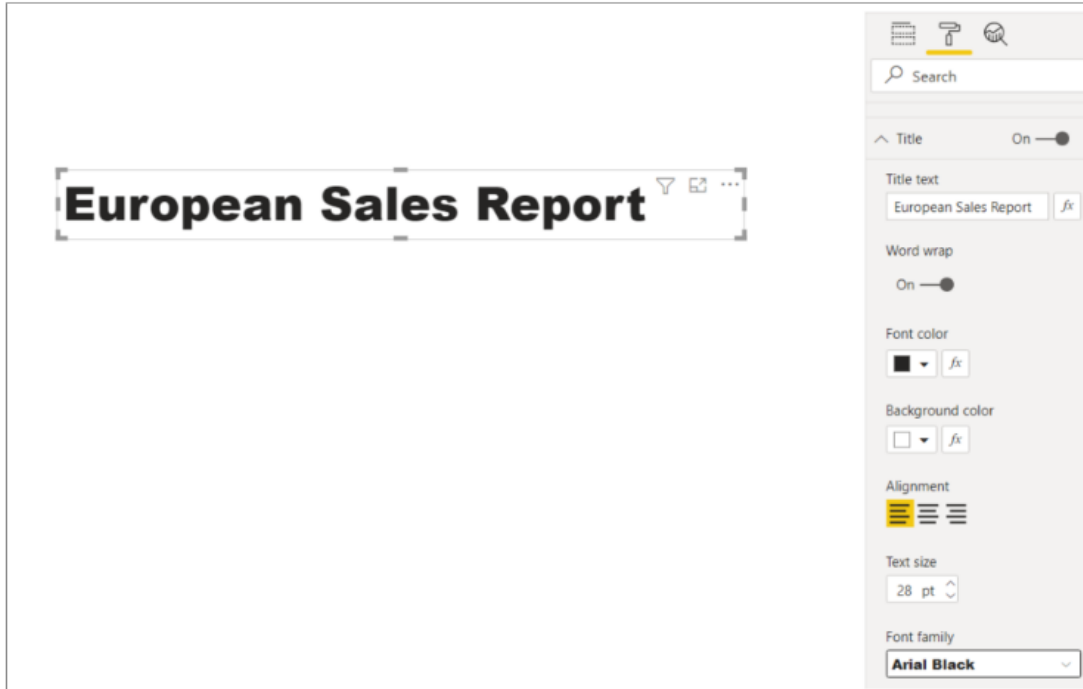 European Sales Report
Search
Title On
Title text
European Sales Report fx
Word wrap
On
Font color
fx
Background color
fx
Alignment
Text size
28 pt
Font family
Arial Black